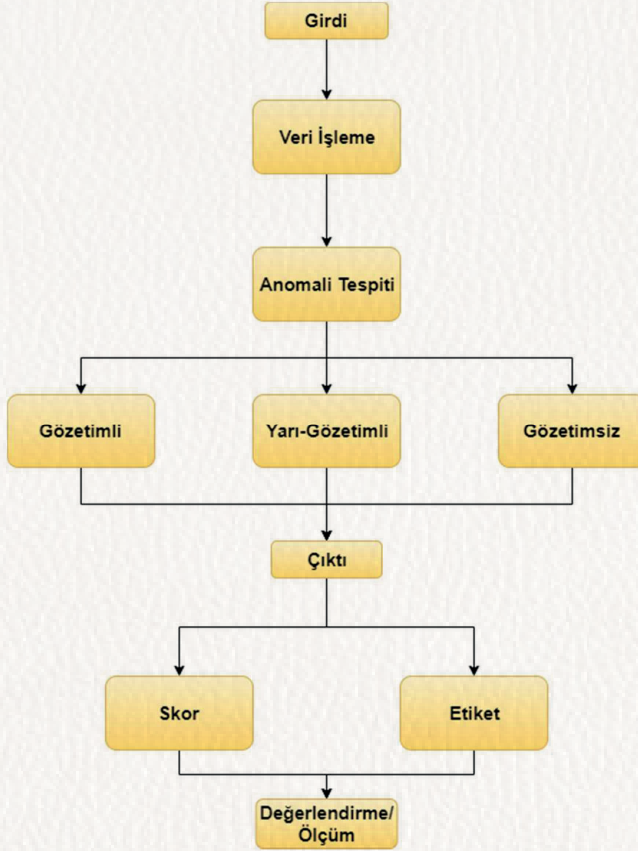 Girdi
Veri İşleme
Anomali Tespiti
Gözetimli
Yarı-Gözetimli
Gözetimsiz
Çıktı
Skor
Etiket
Değerlendirme/
Ölçüm